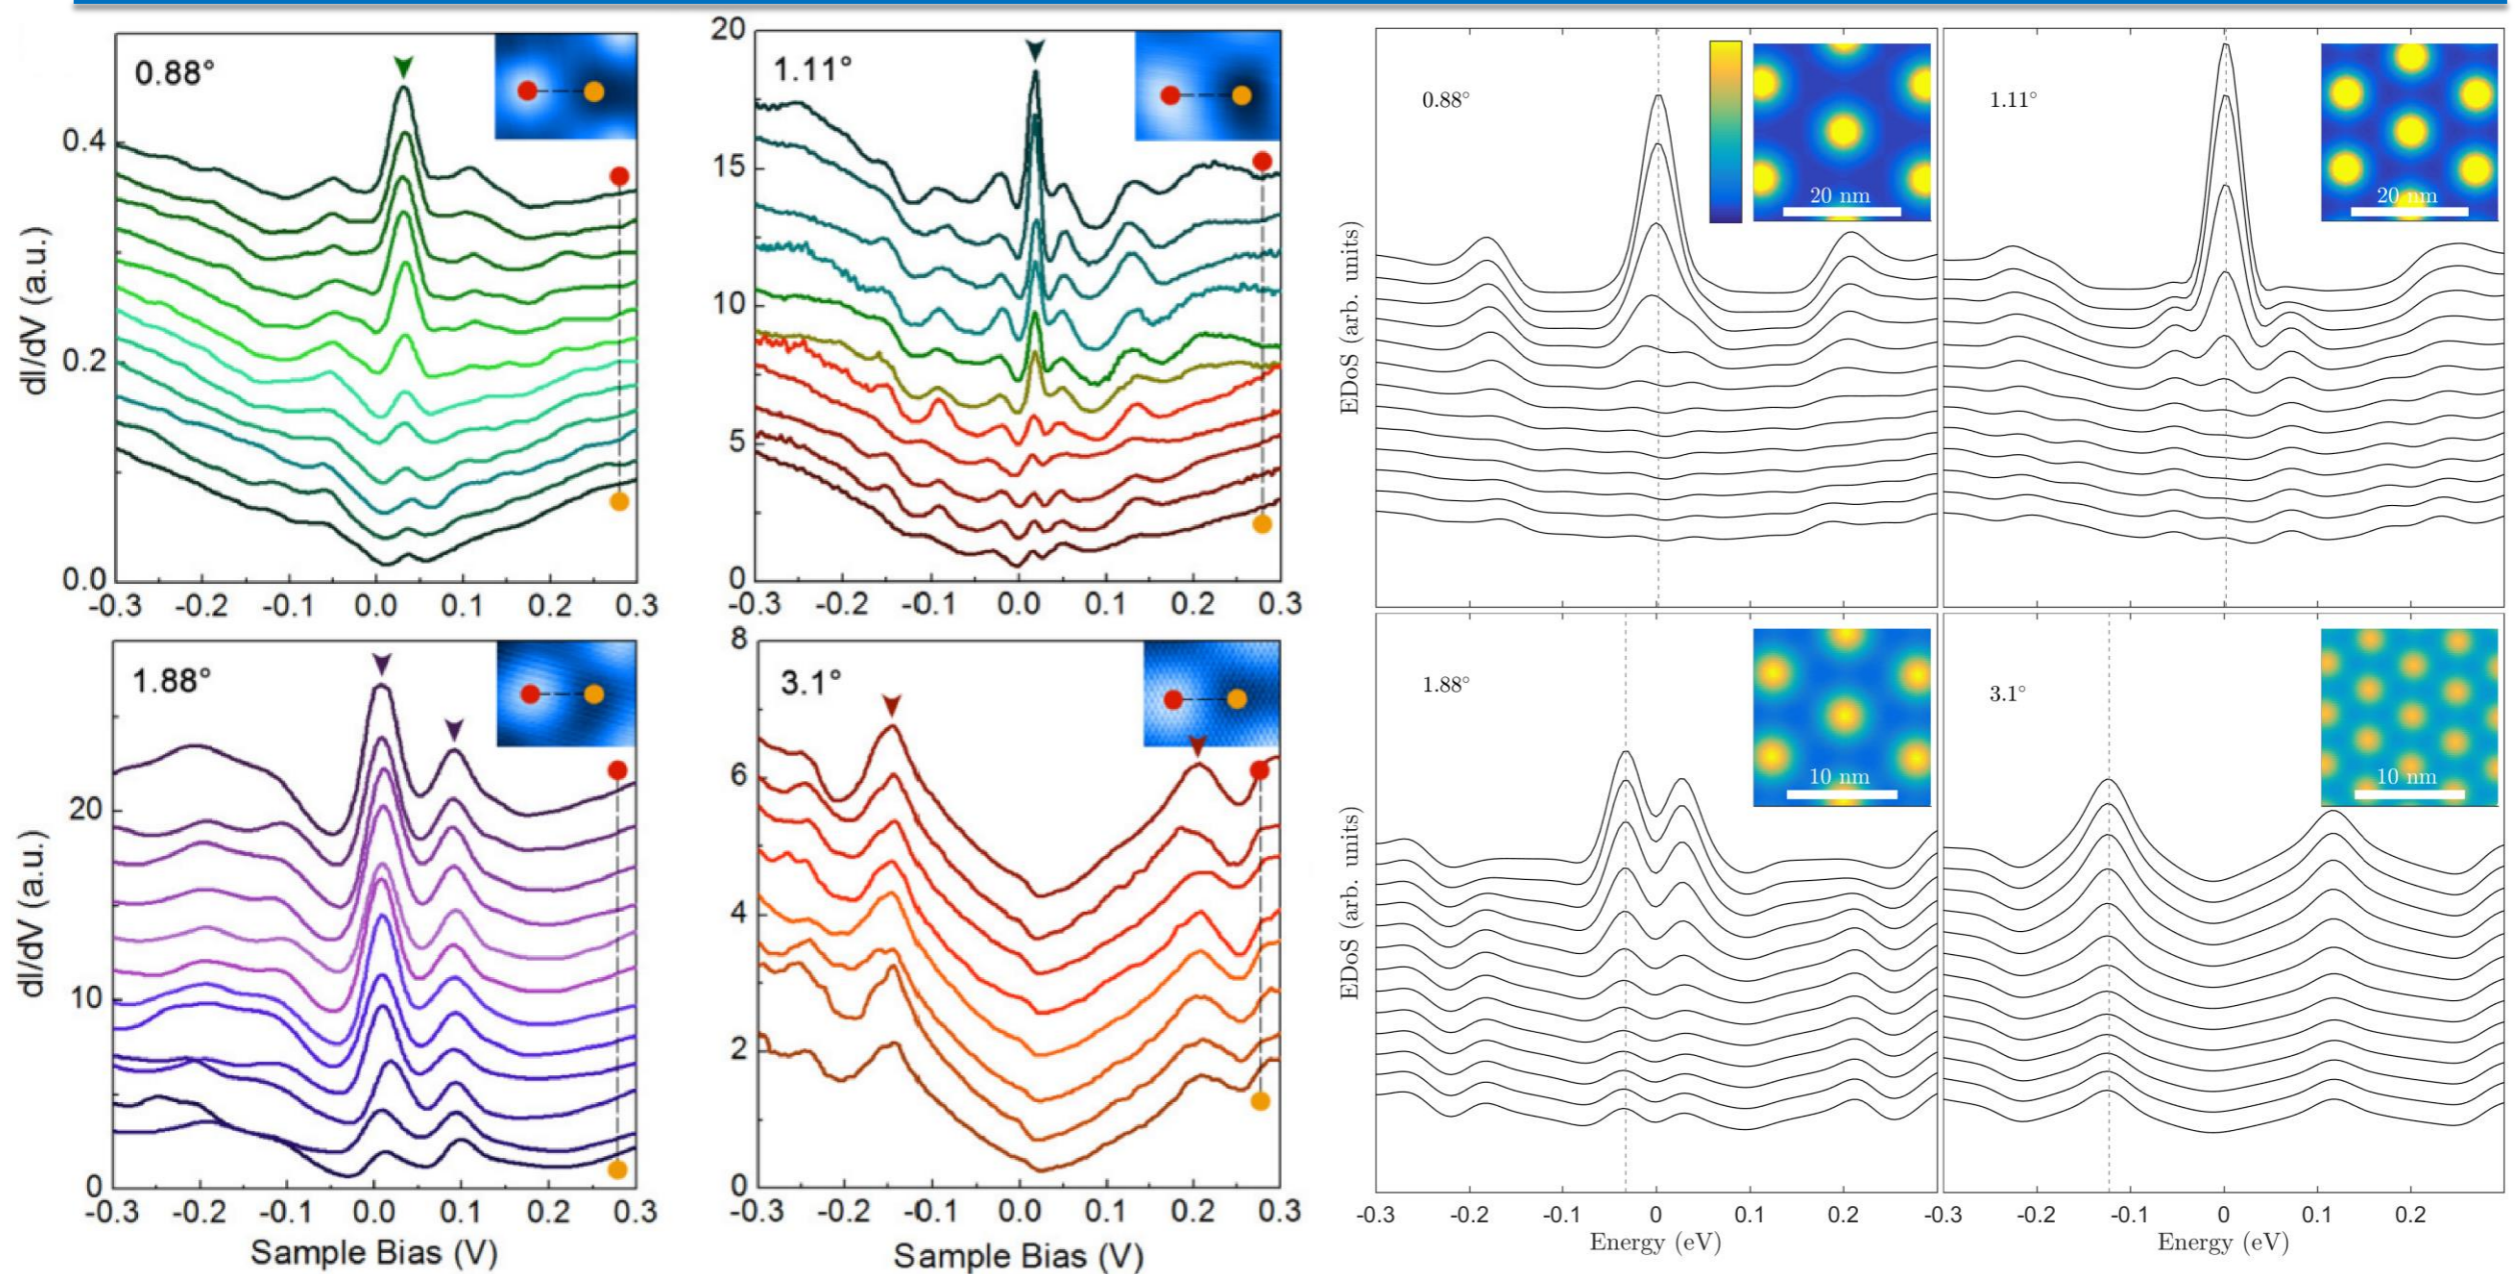 0.88°
0.4
0.2
0.0
dI/dV (a.u.)
-0.3 -0.2 -0.1 0.0 0.1 0.2 0.3
1.11°
20
15
10
5
0
-0.3 -0.2 -0.1 0.0 0.1 0.2 0.3
0.88°
20 nm
EDoS (arb. units)
1.11°
20 nm
1.88°
20
10
0
dI/dV (a.u.)
-0.3 -0.2 -0.1 0.0 0.1 0.2 0.3
Sample Bias (V)
3.1°
8
6
4
2
0
-0.3 -0.2 -0.1 0.0 0.1 0.2 0.3
Sample Bias (V)
1.88°
10 nm
EDoS (arb. units)
-0.3 -0.2 -0.1 0 0.1 0.2
Energy (eV)
3.1°
10 nm
-0.3 -0.2 -0.1 0 0.1 0.2
Energy (eV)